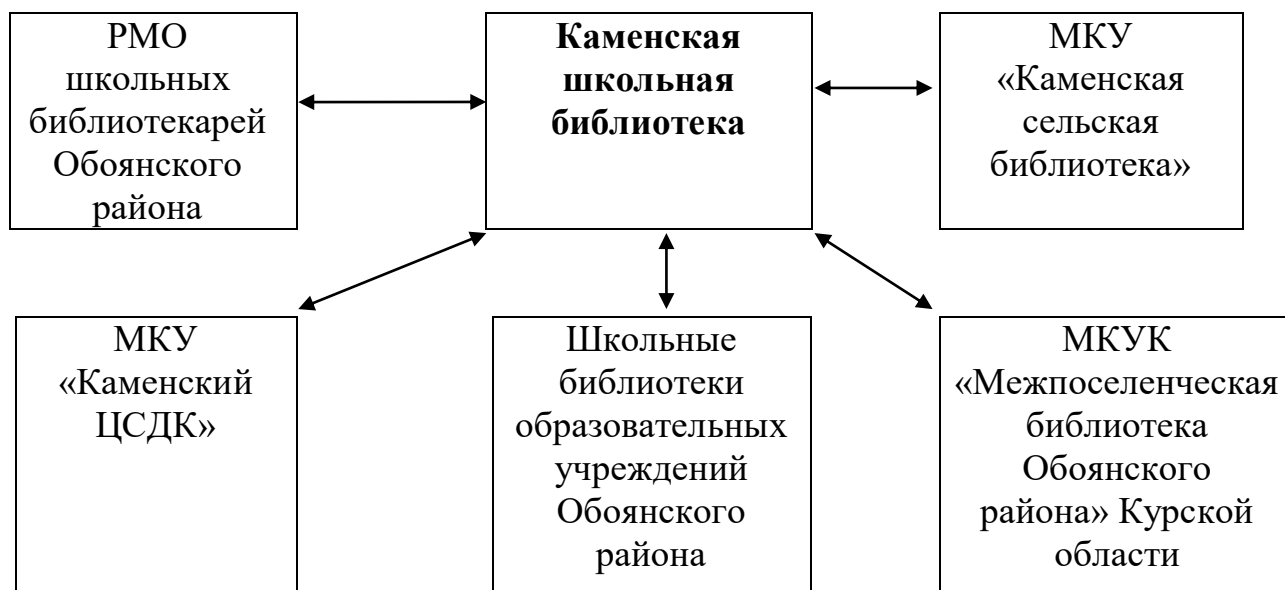 РМО
школьных
библиотекарей
Обоянского
района
Каменская
школьная
библиотека
МКУ
«Каменская
сельская
библиотека»
МКУ
«Каменский
ЦСДК»
Школьные
библиотеки
образовательных
учреждений
Обоянского
района
МКУК
«Межпоселенческая
библиотека
Обоянского
района» Курской
области